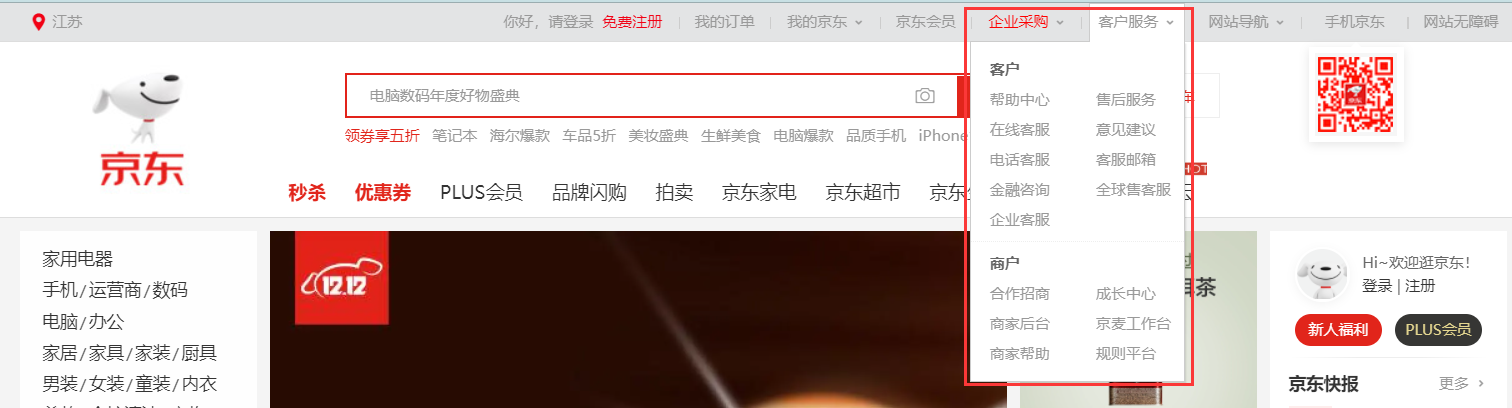 江苏
你好，请登录 免费注册 我的订单 我的京东 京东会员 企业采购 客户服务 网站导航 手机京东 网站无障碍
京东
电脑数码年度好物盛典
领券享五折 笔记本 海尔爆款 车品5折 美妆盛典 生鲜美食 电脑爆款 品质手机 iPhone
HOT
秒杀 优惠券 PLUS会员 品牌闪购 拍卖 京东家电 京东超市 京东
客户
帮助中心 售后服务
在线客服 意见建议
电话客服 客服邮箱
金融咨询 全球售客服
企业客服
商户
合作招商 成长中心
商家后台 京麦工作台
商家帮助 规则平台
家用电器
手机/运营商/数码
电脑/办公
家居/家具/家装/厨具
男装/女装/童装/内衣
12.12
茶
Hi~欢迎逛京东！
登录 | 注册
新人福利 PLUS会员
京东快报 更多